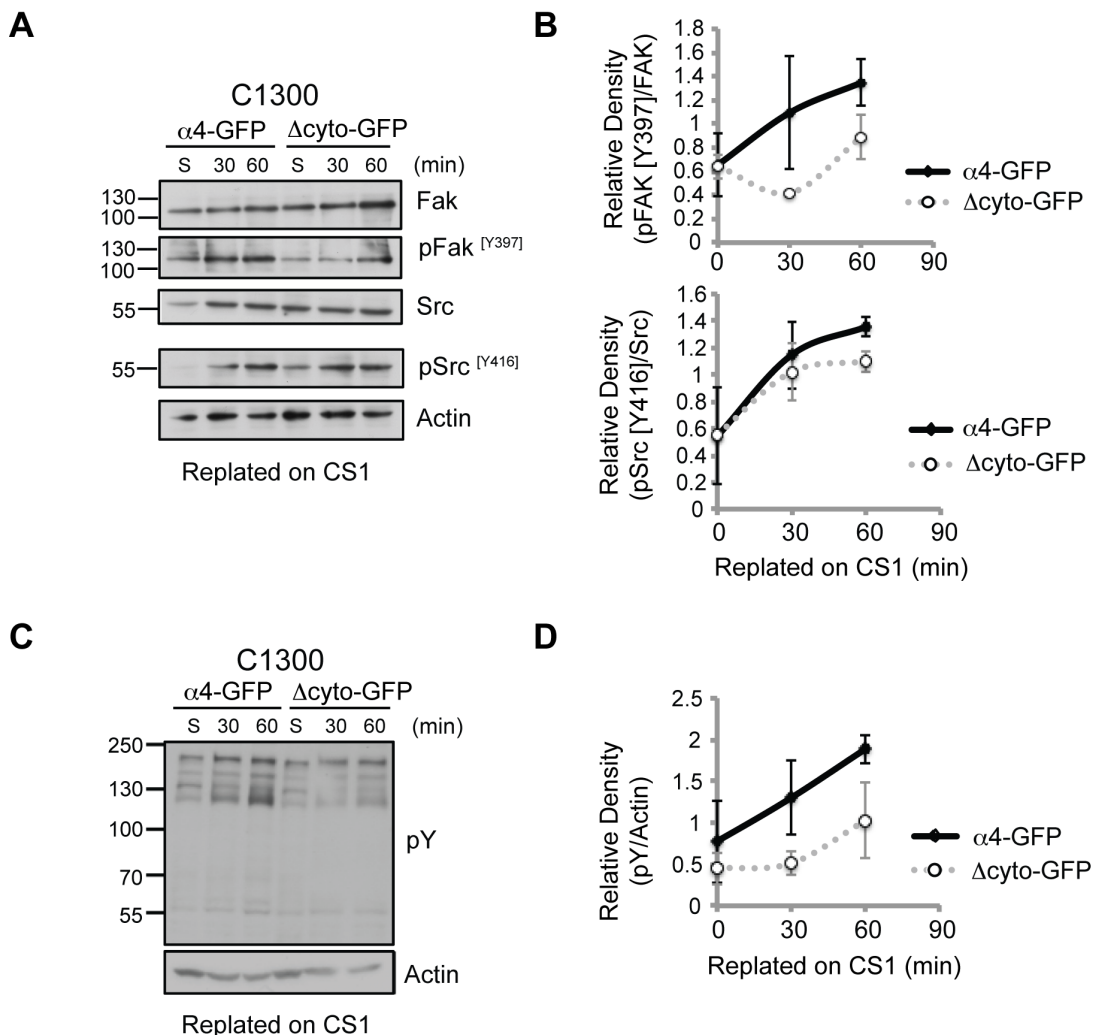 A
C1300
α4-GFP Δcyto-GFP
S 30 60 S 30 60 (min)
130
100
Fak
130
100
pFak [Y397]
55
Src
55
pSrc [Y416]
Actin
Replated on CS1
B
Relative Density
(pFAK [Y397]/FAK
1.8
1.6
1.4
1.2
1
0.8
0.6
0.4
0.2
0
0 30 60 90
α4-GFP
Δcyto-GFP
Relative Density
(pSrc [Y416]/Src)
1.6
1.4
1.2
1
0.8
0.6
0.4
0.2
0
0 30 60 90
Replated on CS1 (min)
α4-GFP
Δcyto-GFP
C
C1300
α4-GFP Δcyto-GFP
S 30 60 S 30 60 (min)
250
130
100
70
55
pY
Actin
Replated on CS1
D
Relative Density
(pY/Actin)
2.5
2
1.5
1
0.5
0
0 30 60 90
Replated on CS1 (min)
α4-GFP
Δcyto-GFP